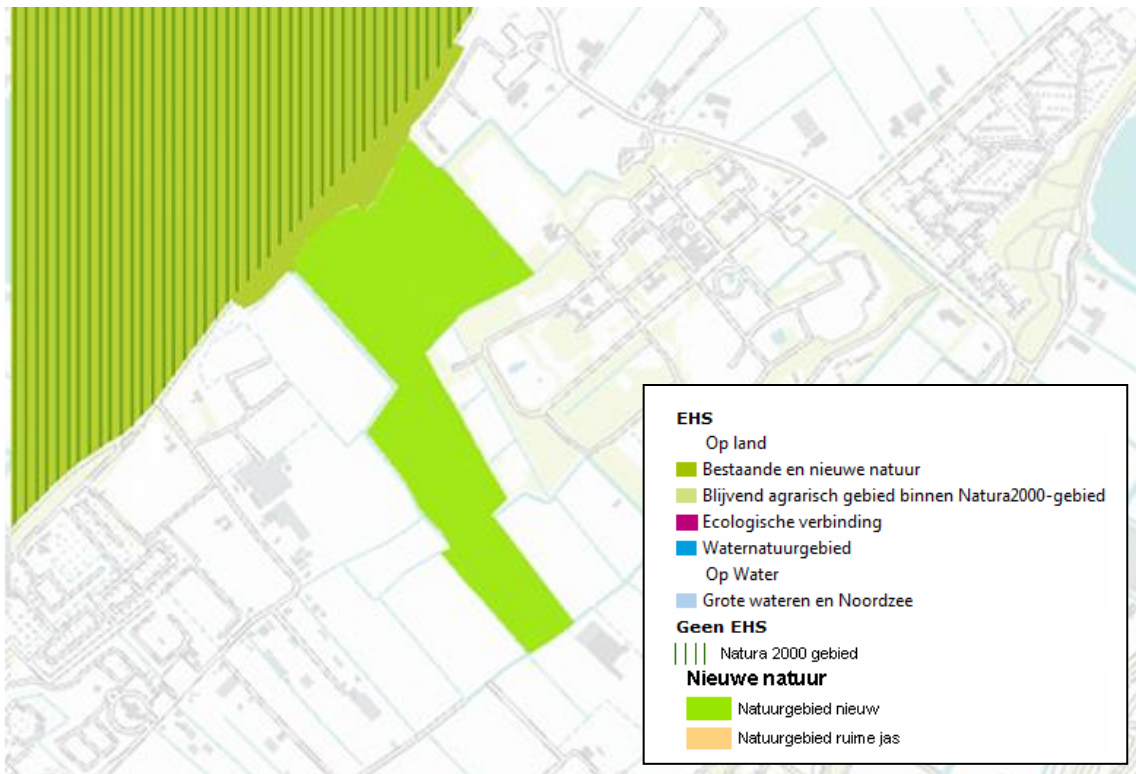 EHS
Op land
Bestaande en nieuwe natuur
Blijvend agrarisch gebied binnen Natura2000-gebied
Ecologische verbinding
Waternatuurgebied
Op Water
Grote wateren en Noordzee
Geen EHS
Natura 2000 gebied
Nieuwe natuur
Natuurgebied nieuw
Natuurgebied ruime jas